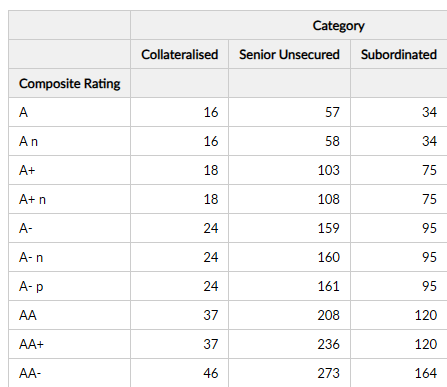 Category
Collateralised Senior Unsecured Subordinated
Composite Rating
A 16 57 34
A n 16 58 34
A+ 18 103 75
A+ n 18 108 75
A- 24 159 95
A- n 24 160 95
A- p 24 161 95
AA 37 208 120
AA+ 37 236 120
AA- 46 273 164